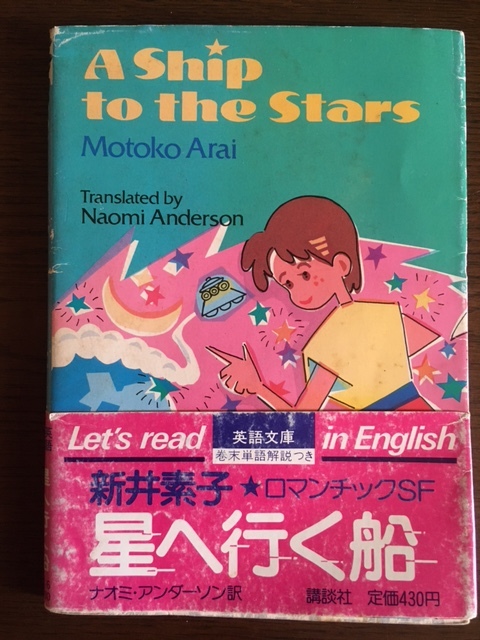 A Ship
to the Stars
Motoko Arai
Translated by
Naomi Anderson
Let's read 英語文庫 in English
巻末単語解説つき
新井素子 ★ロマンチックSF
星へ行く船
ナオミ・アンダーソン訳 講談社 定価430円